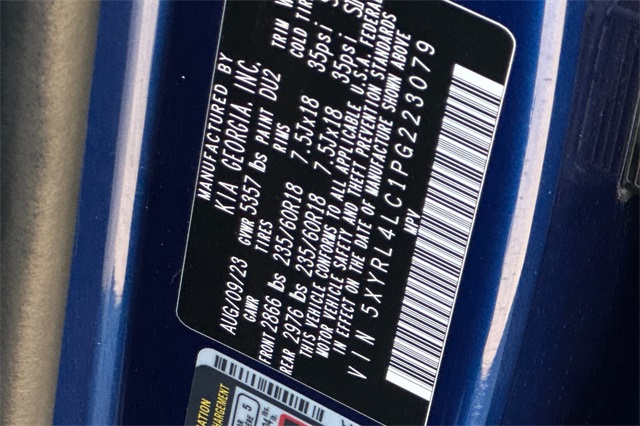 MANUFACTURED BY
KIA GEORGIA, INC.
AUG/09/23 GVWR 5357 lbs PAINT DU2 TRIM
GAWR TIRES RIMS COLD TIRE
FRONT 2866 lbs 235/60R18 7.5Jx18 35psi
REAR 2976 lbs 235/60R18 7.5Jx18 35psi
THIS VEHICLE CONFORMS TO ALL APPLICABLE U.S.A. FEDERAL
MOTOR VEHICLE SAFETY AND THEFT PREVENTION STANDARDS
IN EFFECT ON THE DATE OF MANUFACTURE SHOWN ABOVE
VIN 5XYRL4LC1PG223079
MPV